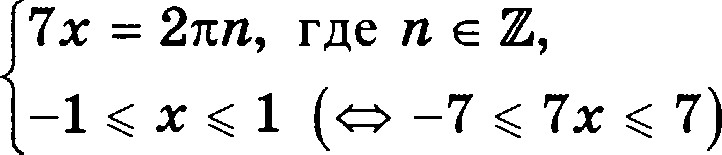 7x = 2πn, где n ∈ ℤ,
−1 ⩽ x ⩽ 1 (⇔ −7 ⩽ 7x ⩽ 7)